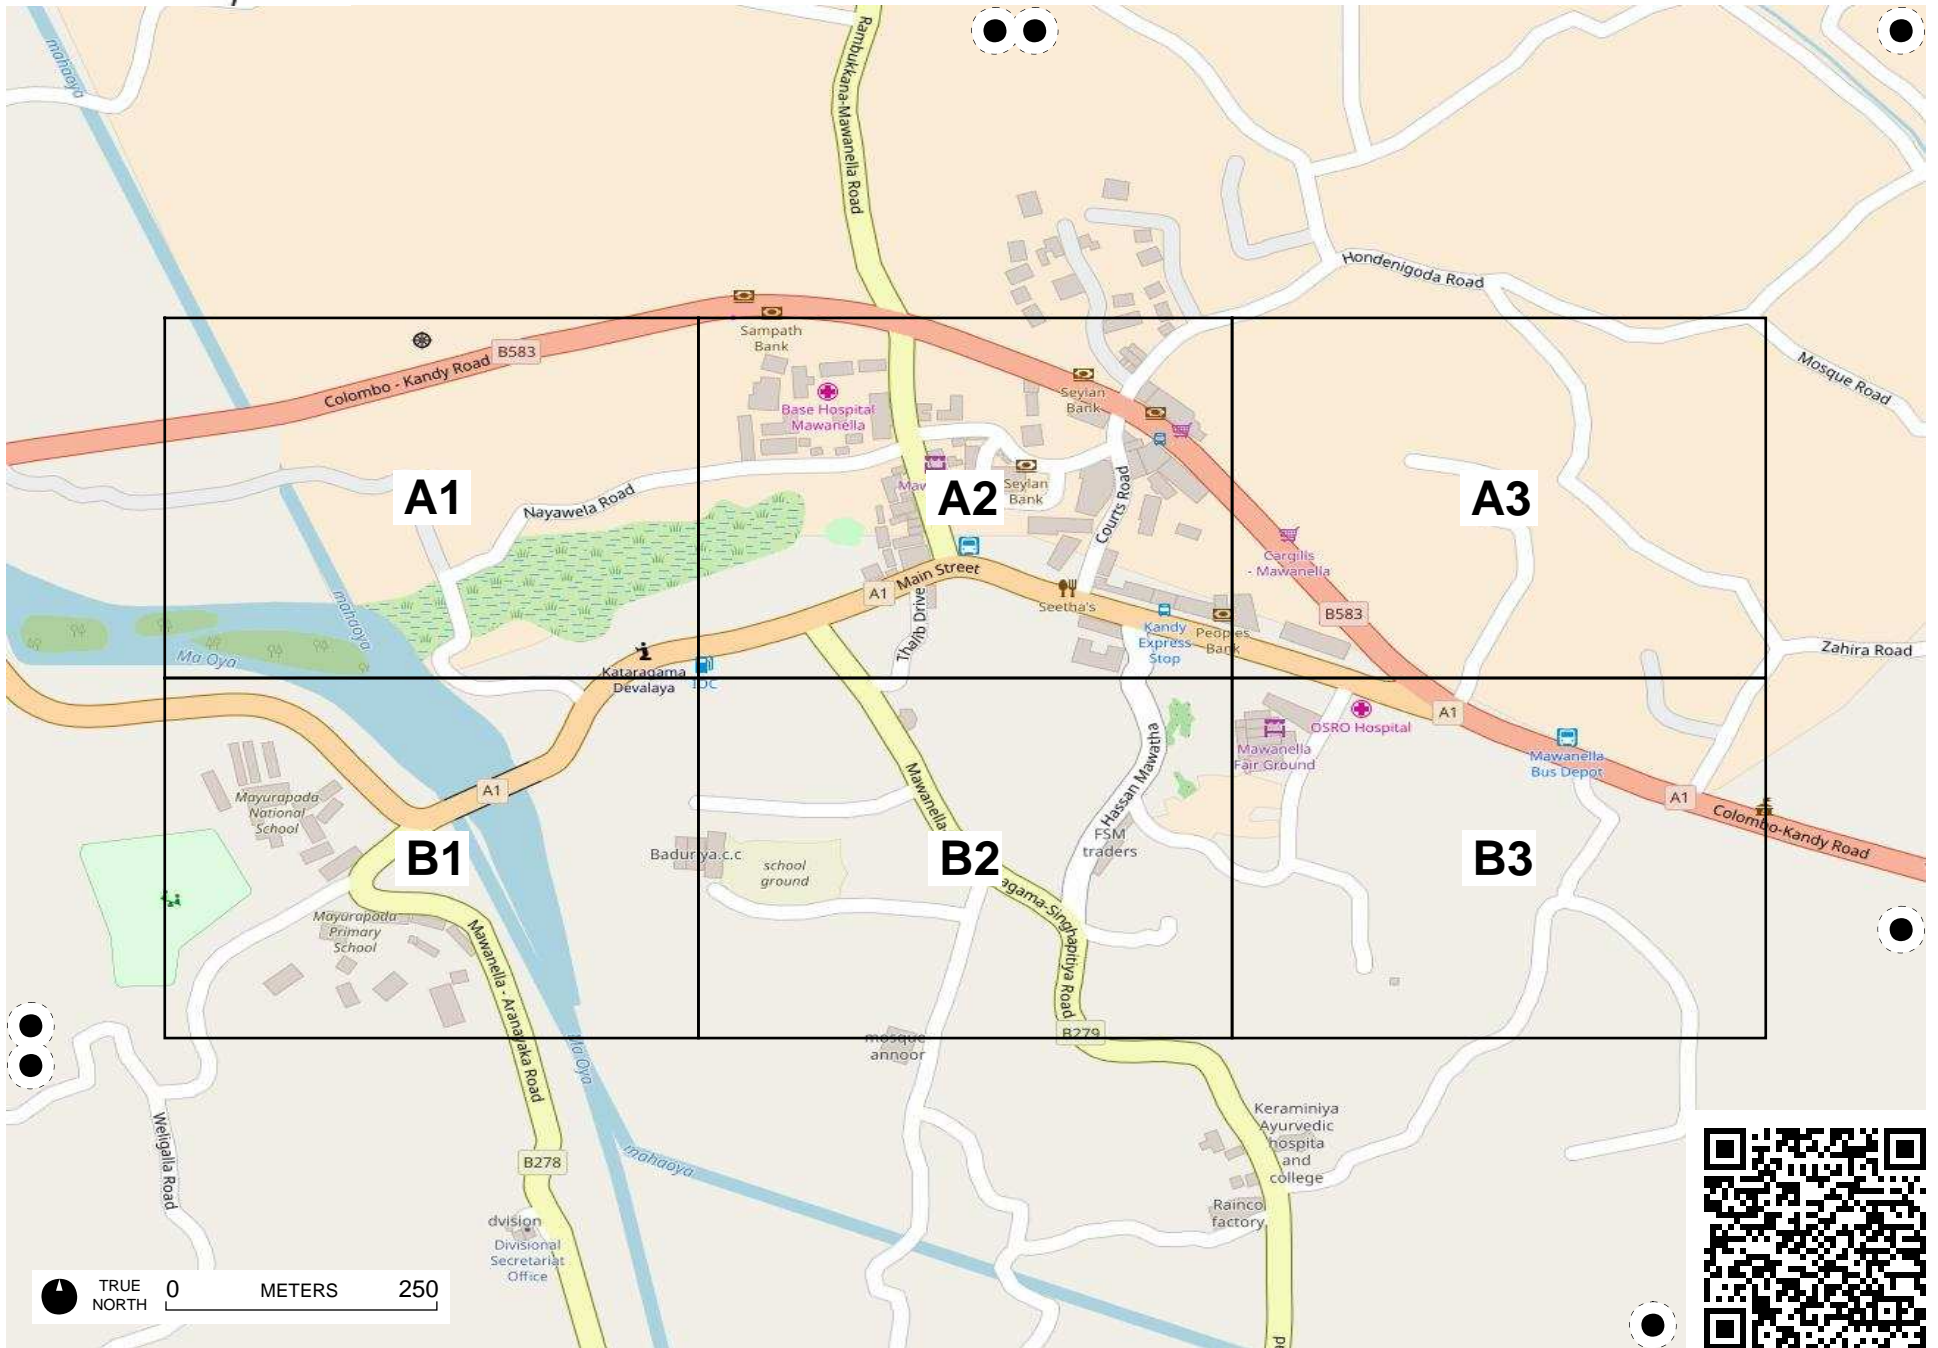 mahaoya
Rambukkana-Mawanella Road
Hondenigoda Road
Mosque Road
Sampath
Bank
B583
Colombo - Kandy Road
Base Hospital
Mawanella
Seylan
Bank
A1
Nayawela Road
A2
Seylan
Bank
Courts Road
A3
Cargills
- Mawanella
B583
mahaoya
Ma Oya
Main Street
A1
Thalib Drive
Seetha's
Kandy
Express
Stop
Peoples
Bank
Zahira Road
Kataragama
Devalaya
Mawanella
Fair Ground
OSRO Hospital
A1
Mawanella
Bus Depot
A1
Colombo-Kandy Road
Mayurapada
National
School
A1
B1
Baduriya.c.c
school
ground
Mawanella-
B2
agama-Singhapitiya Road
Hassan Mawatha
FSM
traders
B3
Mayurapada
Primary
School
Mawanella - Aranayaka Road
Ma Oya
B279
mosque
annoor
Weligalla Road
B278
mahaoya
Keraminiya
Ayurvedic
hospita
and
college
Rainco
factory
dvision
Divisional
Secretariat
Office
TRUE
NORTH
0 METERS 250